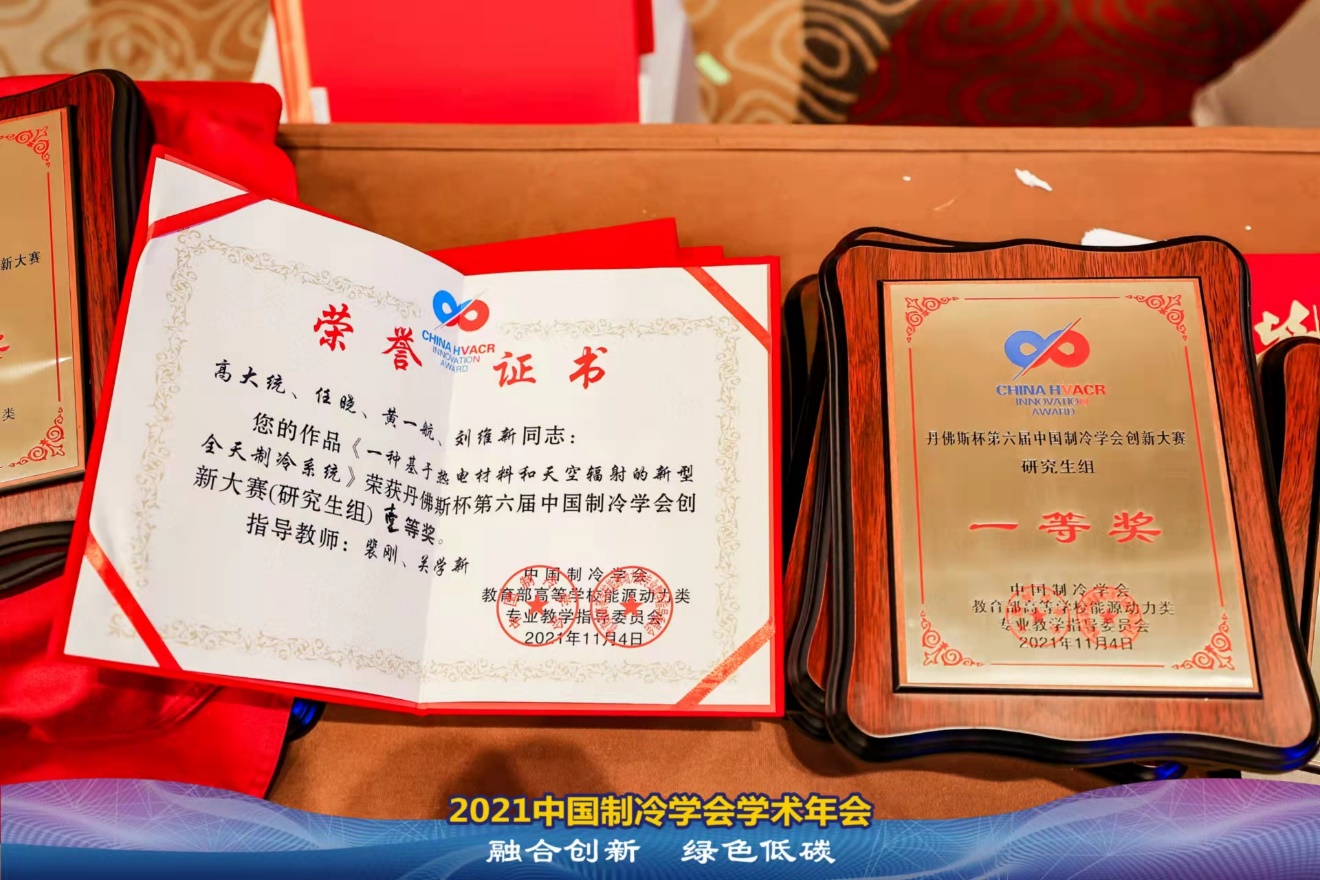 新大赛
类
荣誉证书
CHINA HVACR
INNOVATION
AWARD
高大统、任晓、黄一航、刘维新同志：
您的作品《一种基于热电材料和天空辐射的新型
全天制冷系统》荣获丹佛斯杯第六届中国制冷学会创
新大赛(研究生组)壹等奖。
指导教师：裴刚、关学新
中国制冷学会
教育部高等学校能源动力类
专业教学指导委员会
2021年11月4日
CHINA HVACR
INNOVATION
AWARD
丹佛斯杯第六届中国制冷学会创新大赛
研究生组
一等奖
中国制冷学会
教育部高等学校能源动力类
专业教学指导委员会
2021年11月4日
2021中国制冷学会学术年会
融合创新 绿色低碳